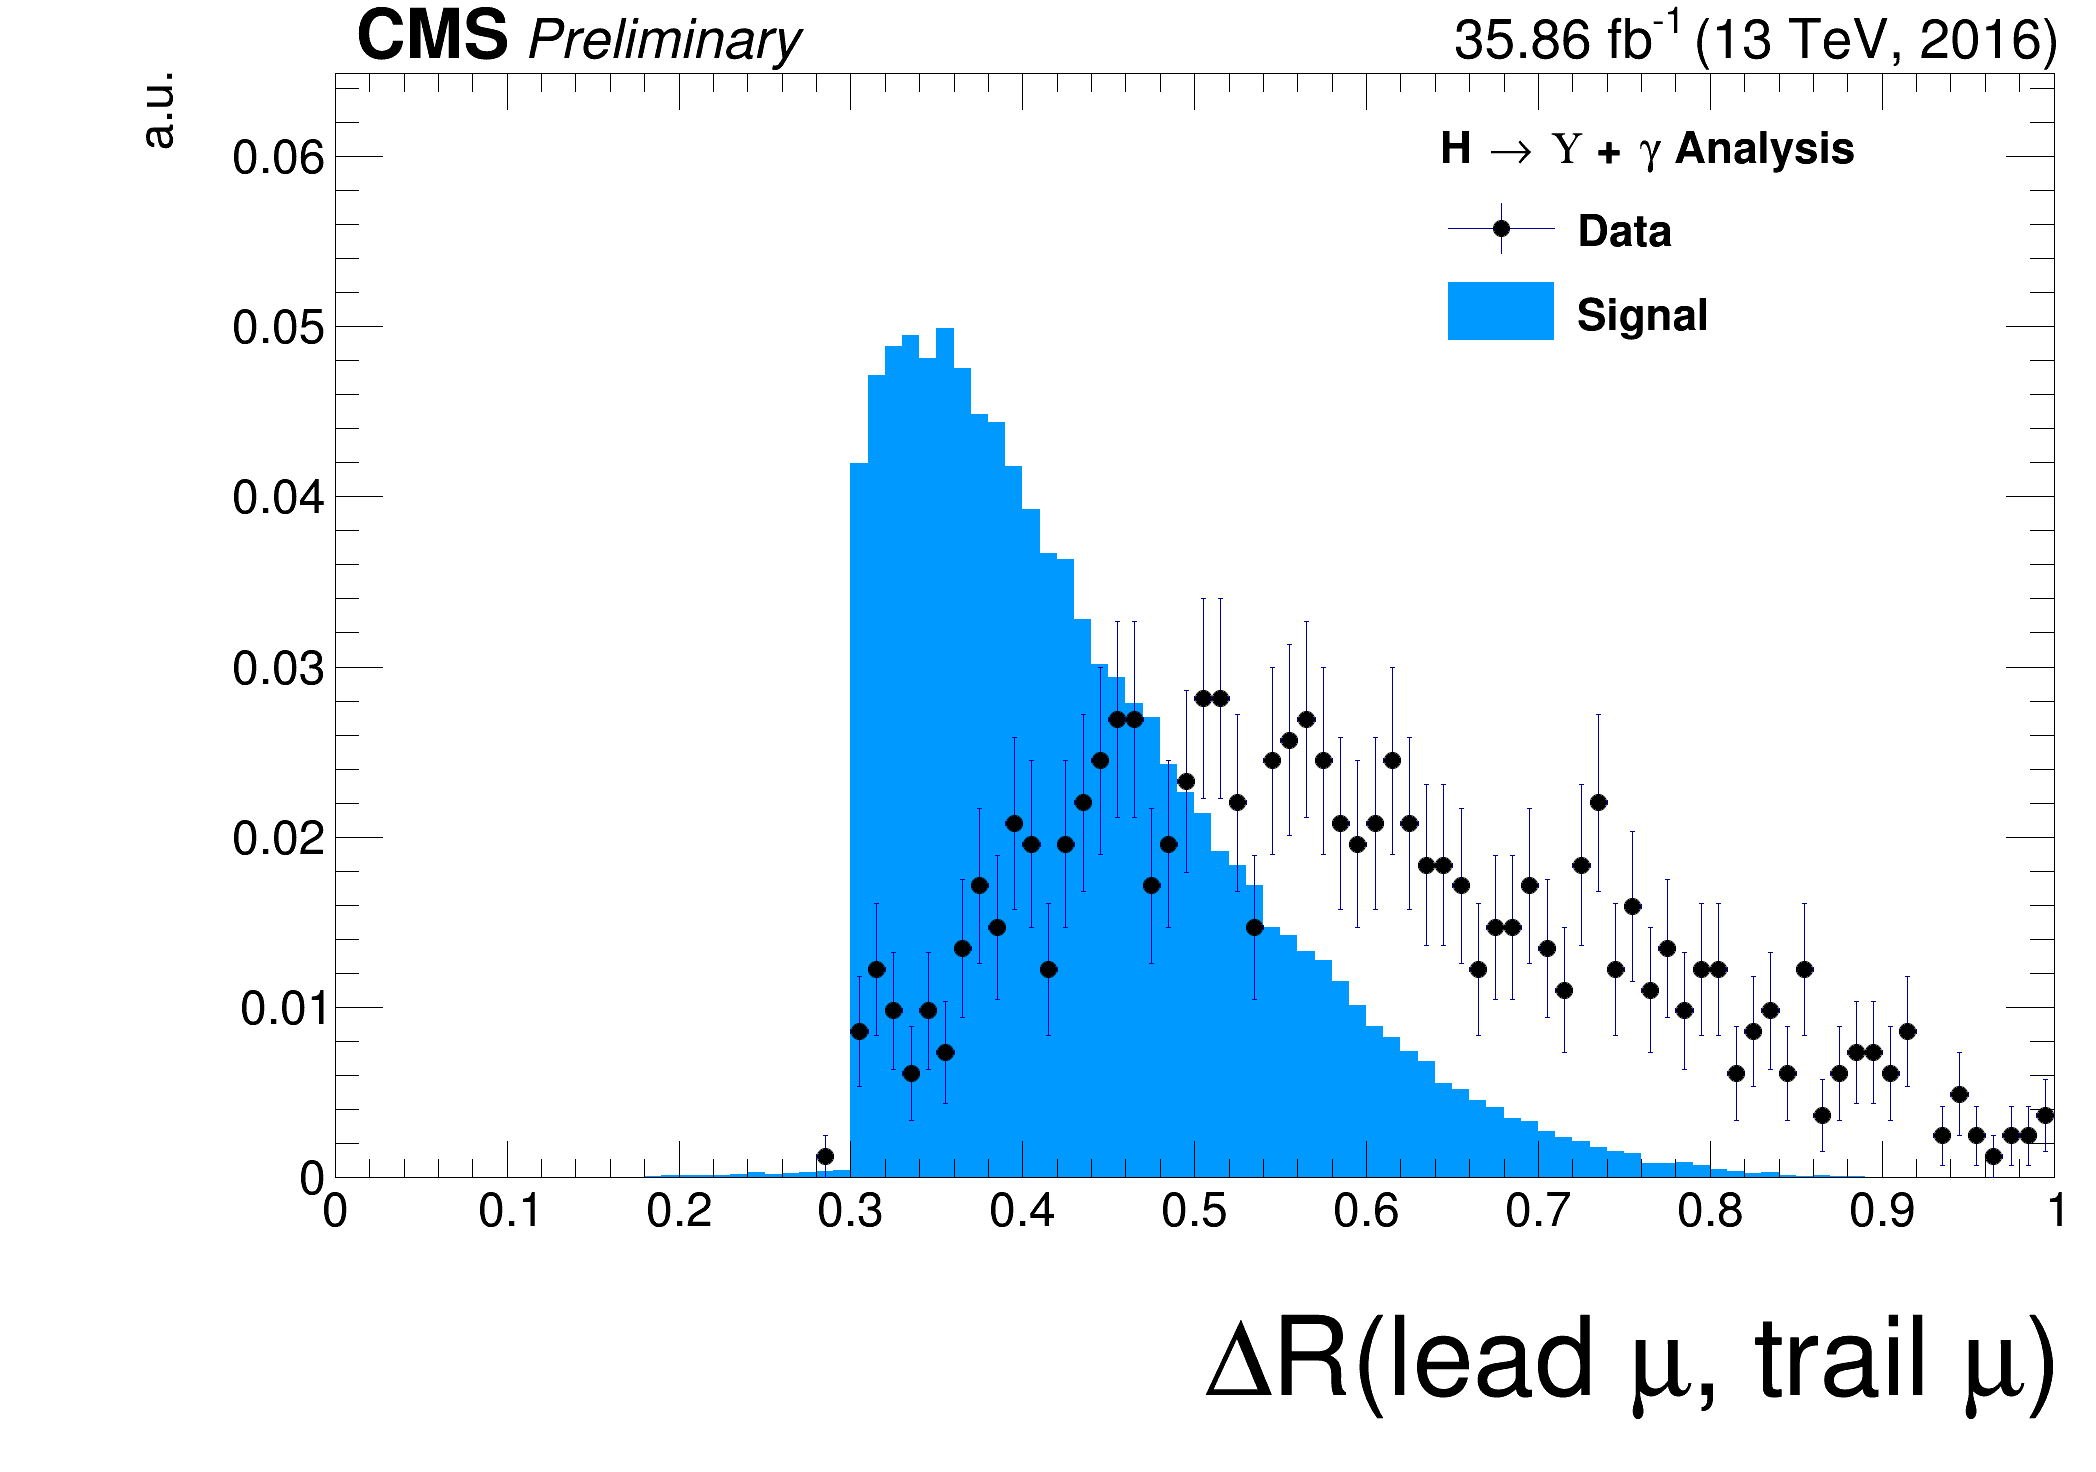 CMS Preliminary 35.86 fb-1 (13 TeV, 2016)
a.u.
H → Υ + γ Analysis
Data
Signal
0.06
0.05
0.04
0.03
0.02
0.01
0
0 0.1 0.2 0.3 0.4 0.5 0.6 0.7 0.8 0.9 1
ΔR(lead μ, trail μ)